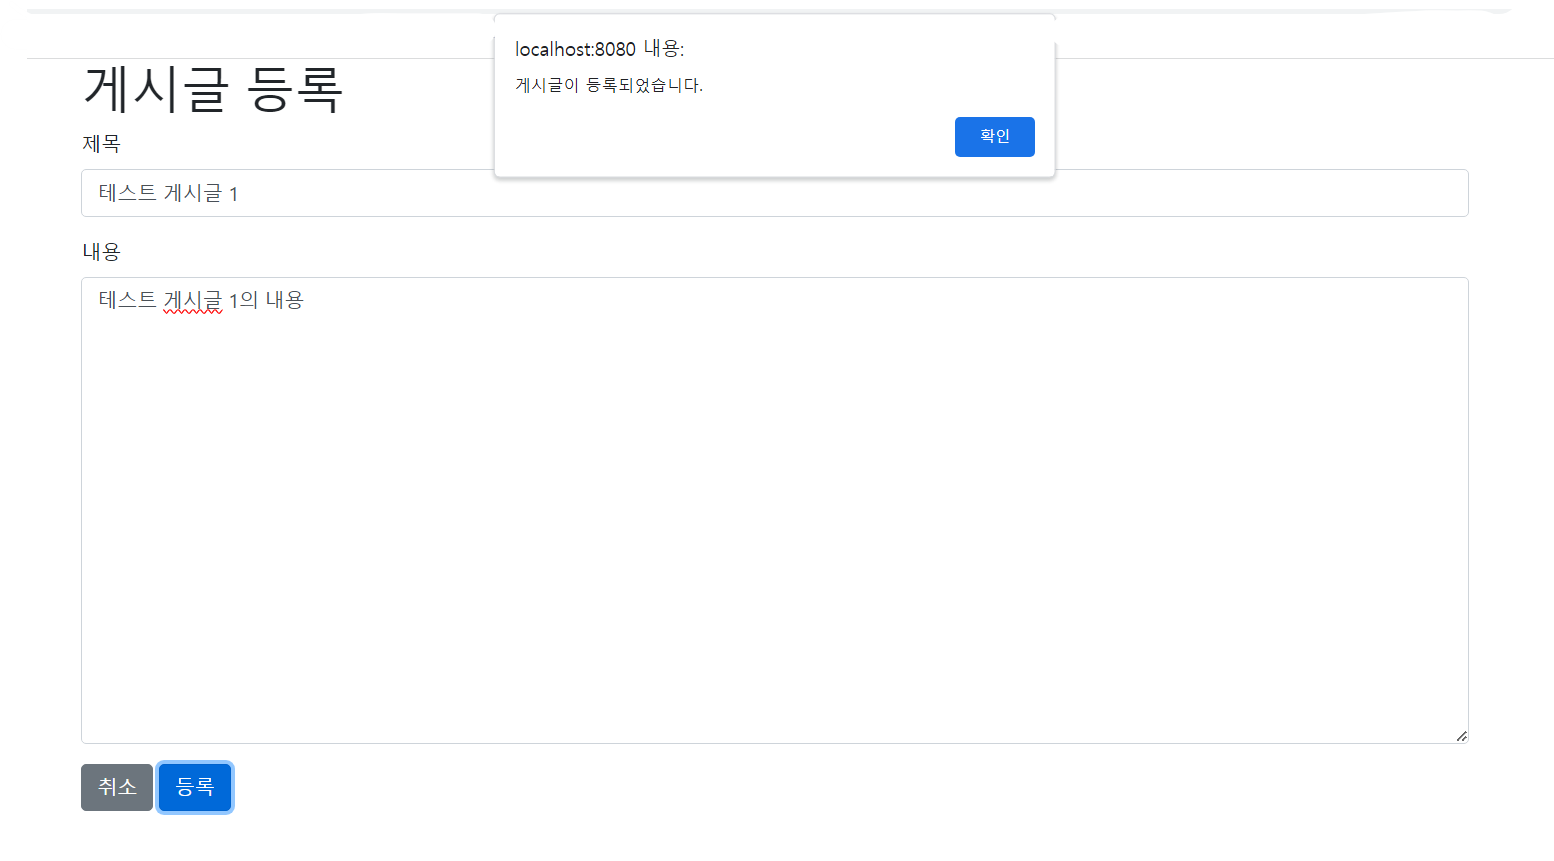 localhost:8080 내용:
게시글이 등록되었습니다.
확인
게시글 등록
제목
테스트 게시글 1
내용
테스트 게시글 1의 내용
취소 등록